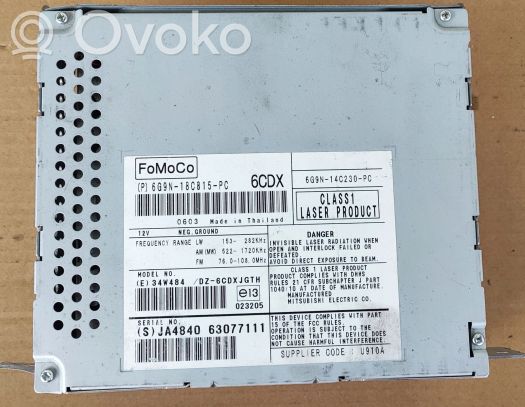 Ovoko
FoMoCo
(P) 6G9N-18C815-PC 6CDX
6G9N-14C230-PC
0603 Made in Thailand
CLASS1
LASER PRODUCT
12V NEG.GROUND
FREQUENCY RANGE LW 153- 282KHz
AM(MW) 522- 1720KHz
FM 76.0-108.0MHz
DANGER
INVISIBLE LASER RADIATION WHEN
OPEN AND INTERLOCK FAILED OR
DEFEATED.
AVOID DIRECT EXPOSURE TO BEAM.
CLASS 1 LASER PRODUCT
THIS PRODUCT COMPLIES WITH DHHS
RULES 21 CFR SUBCHAPTER J PART
1040:10 AT DATE OF MANUFACTURE.
MANUFACTURED
MITSUBISHI ELECTRIC CO.
MODEL NO.
(E) 34W484 /DZ-6CDXJGTH
e13
023205
SERIAL NO.
(S)JA4840 63077111
THIS DEVICE COMPLIES WITH PART
15 OF THE FCC RULES.
OPERATION IS SUBJECT TO THE
CONDITION THAT THIS DEVICE DOES
NOT CAUSE HARMFUL INTERFERENCE.
SUPPLIER CODE : U910A